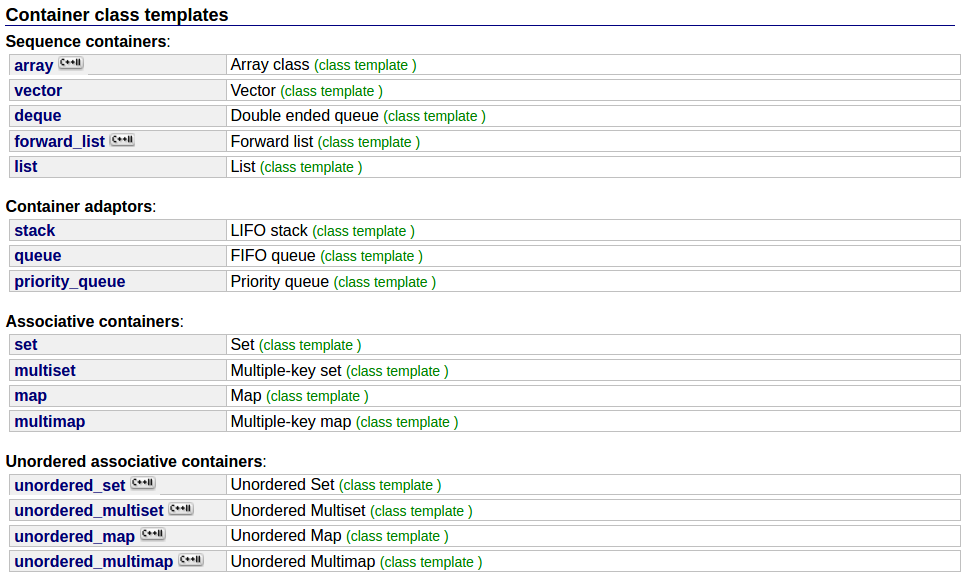 Container class templates
Sequence containers:
array C++11 Array class (class template )
vector Vector (class template )
deque Double ended queue (class template )
forward_list C++11 Forward list (class template )
list List (class template )
Container adaptors:
stack LIFO stack (class template )
queue FIFO queue (class template )
priority_queue Priority queue (class template )
Associative containers:
set Set (class template )
multiset Multiple-key set (class template )
map Map (class template )
multimap Multiple-key map (class template )
Unordered associative containers:
unordered_set C++11 Unordered Set (class template )
unordered_multiset C++11 Unordered Multiset (class template )
unordered_map C++11 Unordered Map (class template )
unordered_multimap C++11 Unordered Multimap (class template )